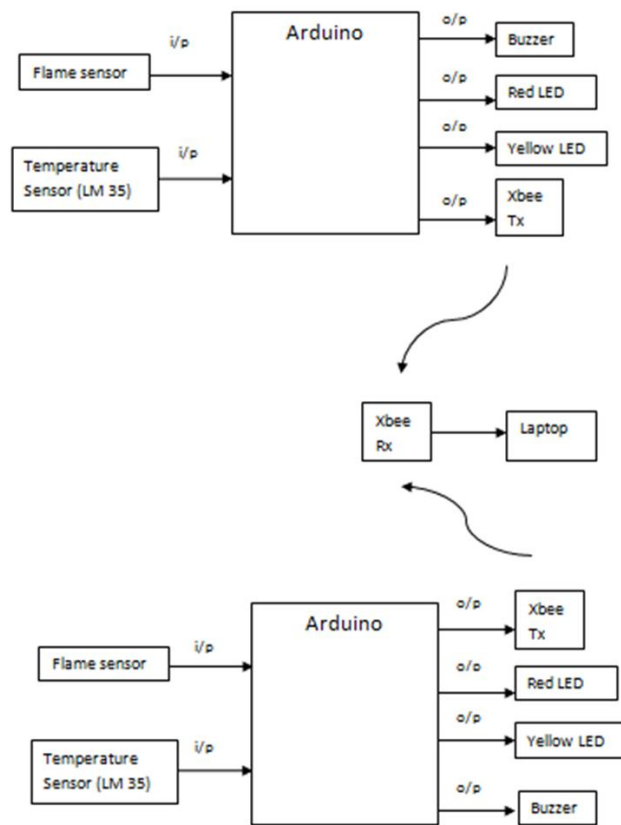 Arduino
i/p
Flame sensor
i/p
Temperature
Sensor (LM 35)
o/p
Buzzer
o/p
Red LED
o/p
Yellow LED
o/p
Xbee
Tx
Xbee
Rx
Laptop
Arduino
i/p
Flame sensor
i/p
Temperature
Sensor (LM 35)
o/p
Xbee
Tx
o/p
Red LED
o/p
Yellow LED
o/p
Buzzer